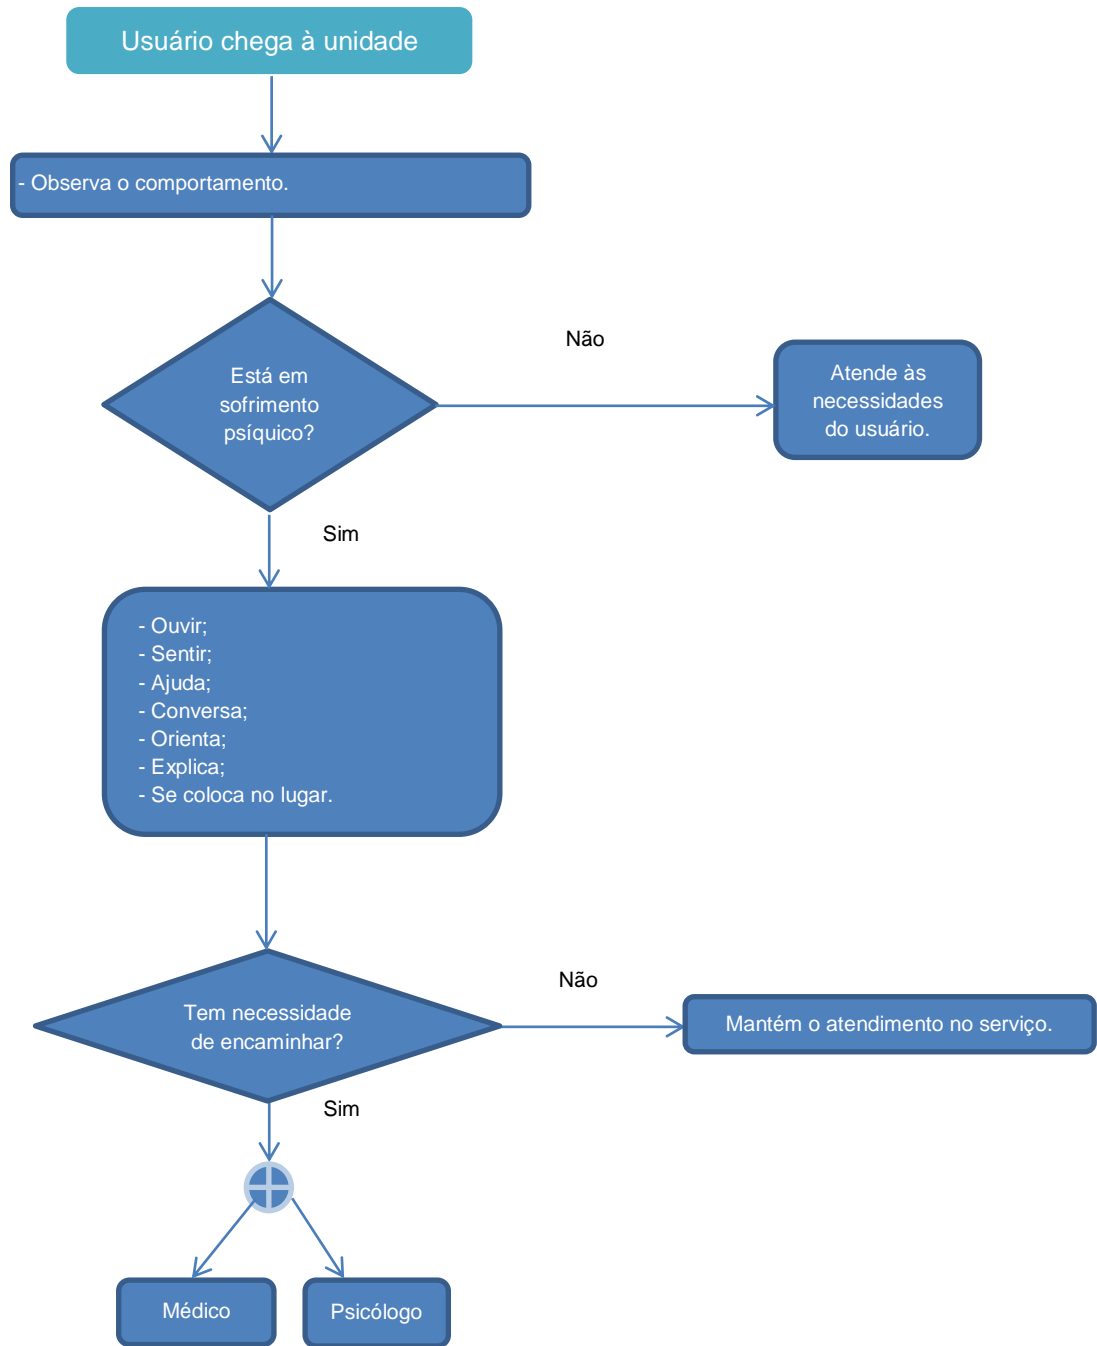 Usuário chega à unidade
- Observa o comportamento.
Está em
sofrimento
psíquico?
Não
Atende às
necessidades
do usuário.
Sim
- Ouvir;
- Sentir;
- Ajuda;
- Conversa;
- Orienta;
- Explica;
- Se coloca no lugar.
Tem necessidade
de encaminhar?
Não
Mantém o atendimento no serviço.
Sim
Médico
Psicólogo